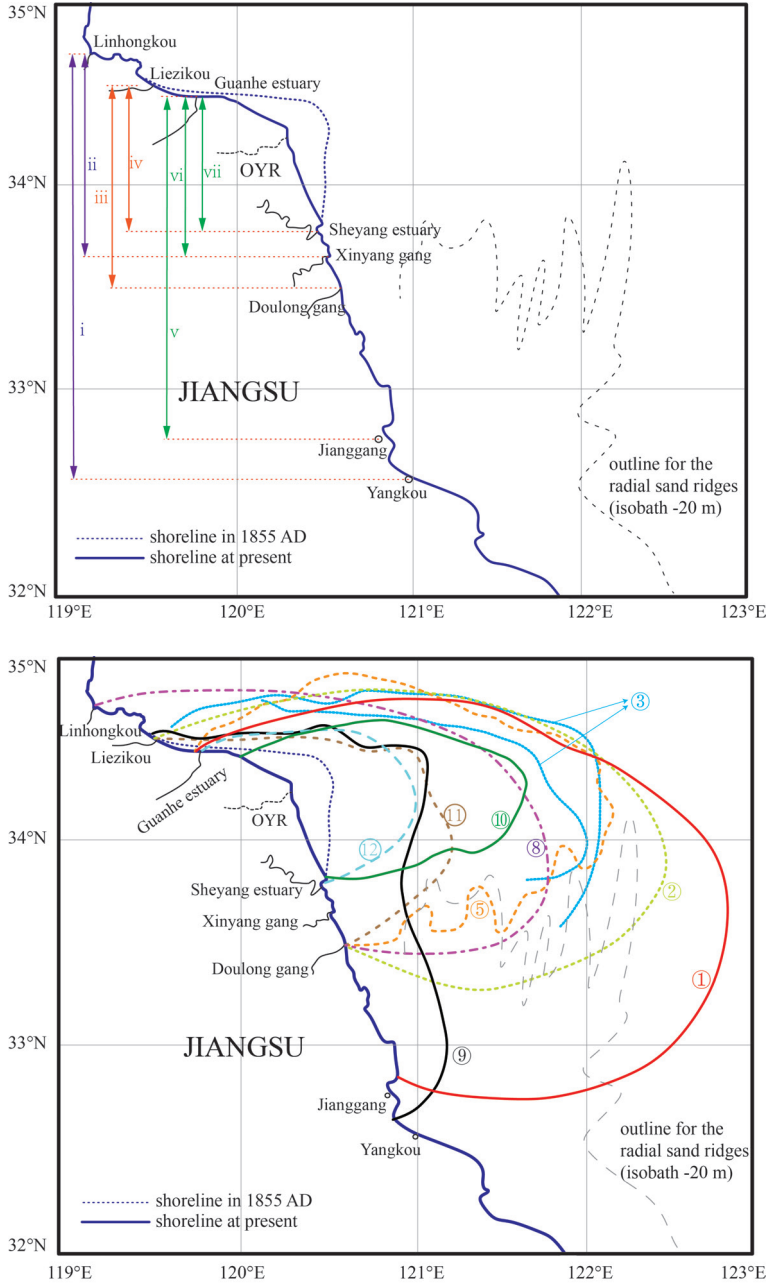 35°N
Linhongkou
Liezikou
Guanhe estuary
ii
iv
vi
vii
iii
OYR
34°N
Sheyang estuary
Xinyang gang
Doulong gang
i
v
33°N
JIANGSU
Jianggang
outline for the
radial sand ridges
(isobath -20 m)
Yangkou
shoreline in 1855 AD
shoreline at present
32°N
119°E
120°E
121°E
122°E
123°E
35°N
③
Linhongkou
Liezikou
Guanhe estuary
OYR
⑪
⑩
⑫
⑧
34°N
Sheyang estuary
②
⑤
Xinyang gang
Doulong gang
①
33°N
JIANGSU
⑨
Jianggang
outline for the
radial sand ridges
(isobath -20 m)
Yangkou
shoreline in 1855 AD
shoreline at present
32°N
119°E
120°E
121°E
122°E
123°E